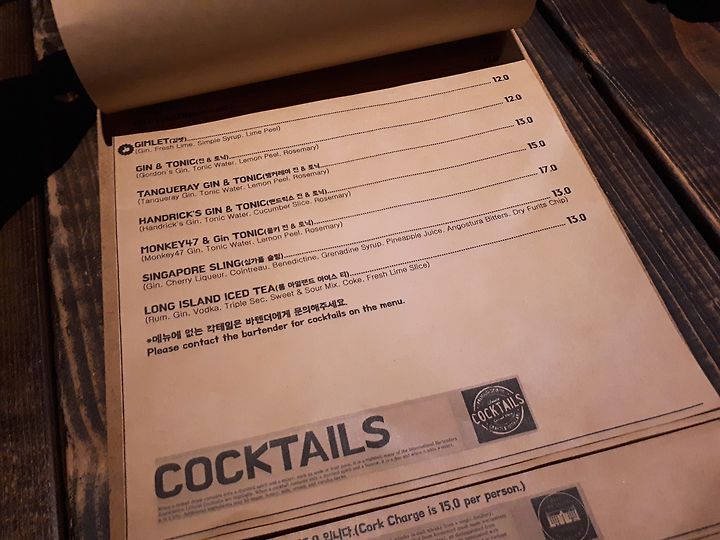 GIMLET(김렛) 12.0
(Gin, Fresh Lime, Simple Syrup, Lime Peel)
GIN & TONIC(진 & 토닉) 12.0
(Gordon's Gin, Tonic Water, Lemon Peel, Rosemary)
TANQUERAY GIN & TONIC(탱커레이 진 & 토닉 13.0
(Tanqueray Gin, Tonic Water, Lemon Peel, Rosemary)
HANDRICK'S GIN & TONIC(핸드릭스 진 & 토닉) 15.0
(Handrick's Gin, Tonic Water, Cucumber Slice, Rosemary)
MONKEY47 & Gin TONIC(몽키 진 & 토닉) 17.0
(Monkey47 Gin, Tonic Water, Lemon Peel, Rosemary)
SINGAPORE SLING(싱가폴 슬링) 13.0
(Gin, Cherry Liqueur, Cointreau, Benedictine, Grenadine Syrup, Pineapple Juice, Angostura Bitters, Dry Furits Chip)
LONG ISLAND ICED TEA(롱 아일랜드 아이스 티) 13.0
(Rum, Gin, Vodka, Triple Sec, Sweet & Sour Mix, Coke, Fresh Lime Slice)
*메뉴에 없는 칵테일은 바텐더에게 문의해주세요.
Please contact the bartender for cocktails on the menu.
COCKTAILS
COCKTAILS
입니다.(Cork Charge is 15.0 per person.)